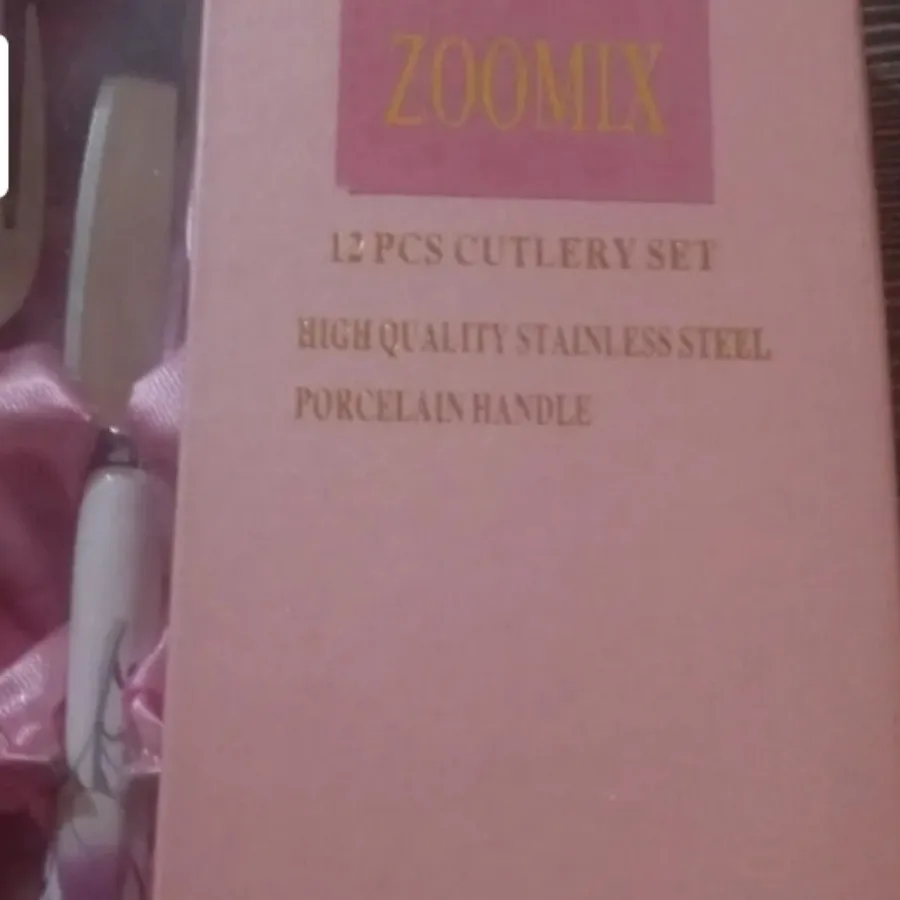 ZOOMIX
12 PCS CUTLERY SET
HIGH QUALITY STAINLESS STEEL
PORCELAIN HANDLE